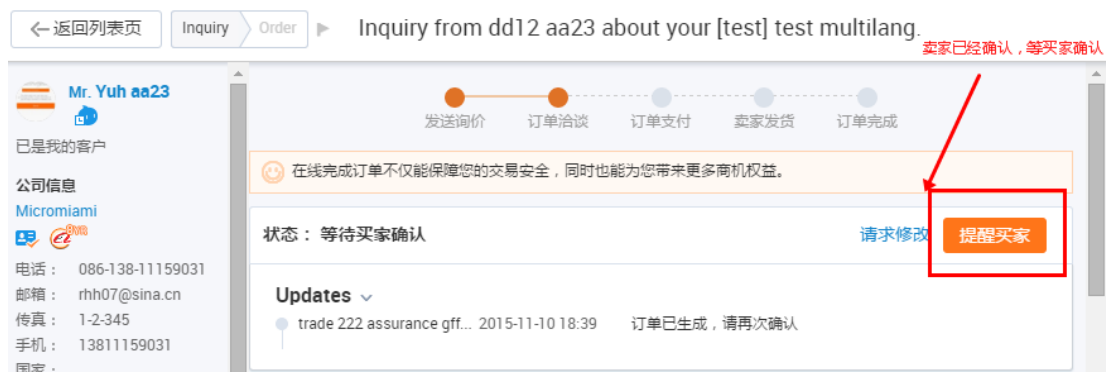 返回列表页 Inquiry Order Inquiry from dd12 aa23 about your [test] test multilang.
卖家已经确认，等买家确认
Mr. Yuh aa23
已是我的客户
公司信息
Micromiami
电话： 086-138-11159031
邮箱： rhh07@sina.cn
传真： 1-2-345
手机： 13811159031
国家：
发送询价 订单洽谈 订单支付 卖家发货 订单完成
在线完成订单不仅能保障您的交易安全，同时也能为您带来更多商机权益。
状态： 等待买家确认 请求修改 提醒买家
Updates
trade 222 assurance gff... 2015-11-10 18:39 订单已生成，请再次确认